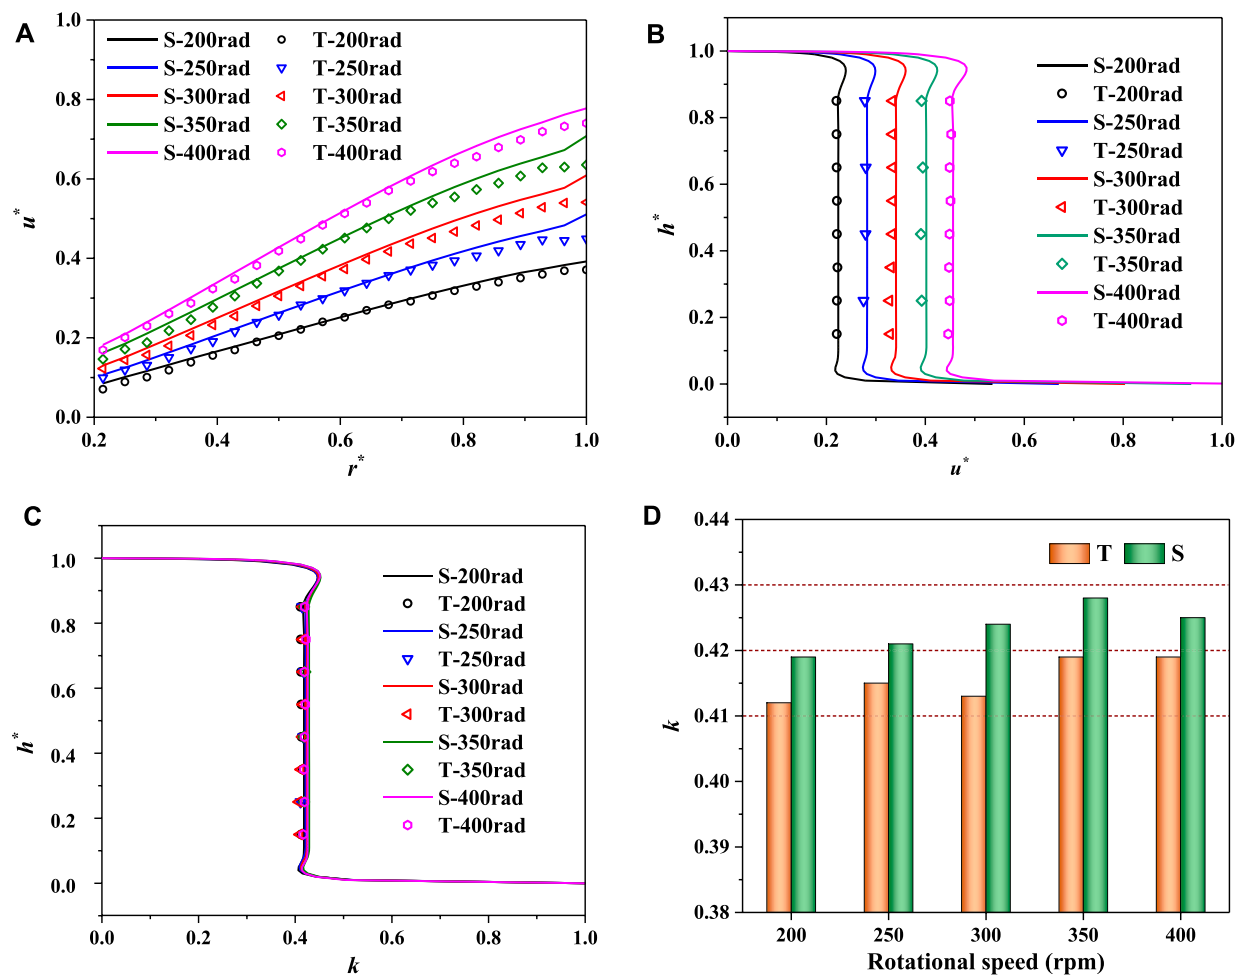 A
S-200rad T-200rad
S-250rad T-250rad
S-300rad T-300rad
S-350rad T-350rad
S-400rad T-400rad
1.0
0.8
0.6
0.4
0.2
0.0
u*
0.2 0.4 0.6 0.8 1.0
r*
B
S-200rad
T-200rad
S-250rad
T-250rad
S-300rad
T-300rad
S-350rad
T-350rad
S-400rad
T-400rad
1.0
0.8
0.6
0.4
0.2
0.0
h*
0.0 0.2 0.4 0.6 0.8 1.0
u*
C
S-200rad
T-200rad
S-250rad
T-250rad
S-300rad
T-300rad
S-350rad
T-350rad
S-400rad
T-400rad
1.0
0.8
0.6
0.4
0.2
0.0
h*
0.0 0.2 0.4 0.6 0.8 1.0
k
D
T S
0.44
0.43
0.42
0.41
0.40
0.39
0.38
k
200 250 300 350 400
Rotational speed (rpm)